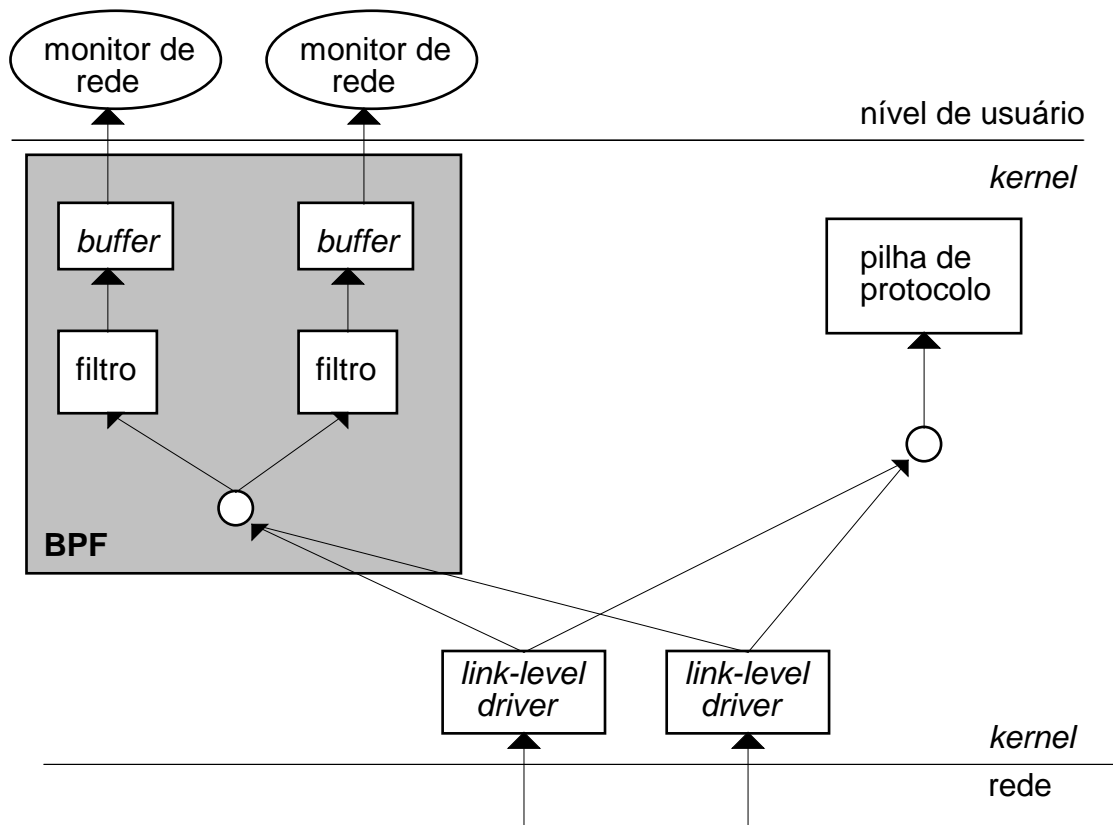 monitor de
rede
monitor de
rede
nível de usuário
kernel
buffer
buffer
pilha de
protocolo
filtro
filtro
BPF
link-level
driver
link-level
driver
kernel
rede